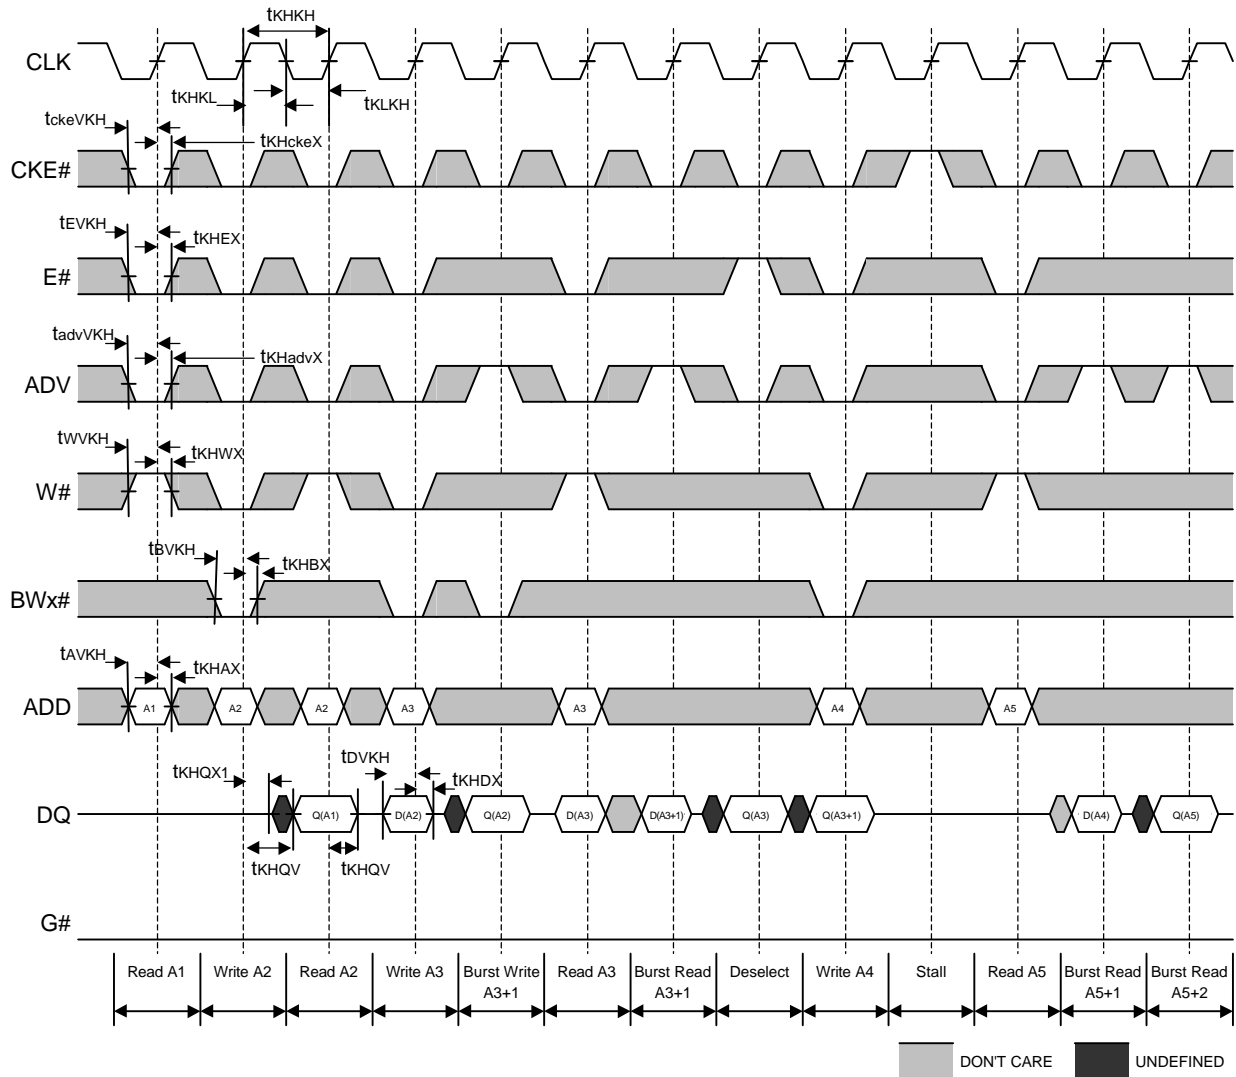 tKHKH
CLK
tKHKL
tKLKH
tckeVKH
tKHckeX
CKE#
tEVKH
tKHEX
E#
tadvVKH
tKHadvX
ADV
tWVKH
tKHWX
W#
tBVKH
tKHBX
BWx#
tAVKH
tKHAX
ADD
A1
A2
A2
A3
A3
A4
A5
tKHQX1
tDVKH
tKHDX
DQ
Q(A1)
D(A2)
Q(A2)
D(A3)
D(A3+1)
Q(A3)
Q(A3+1)
D(A4)
Q(A5)
tKHQV
tKHQV
G#
Read A1
Write A2
Read A2
Write A3
Burst Write
A3+1
Read A3
Burst Read
A3+1
Deselect
Write A4
Stall
Read A5
Burst Read
A5+1
Burst Read
A5+2
DON'T CARE
UNDEFINED